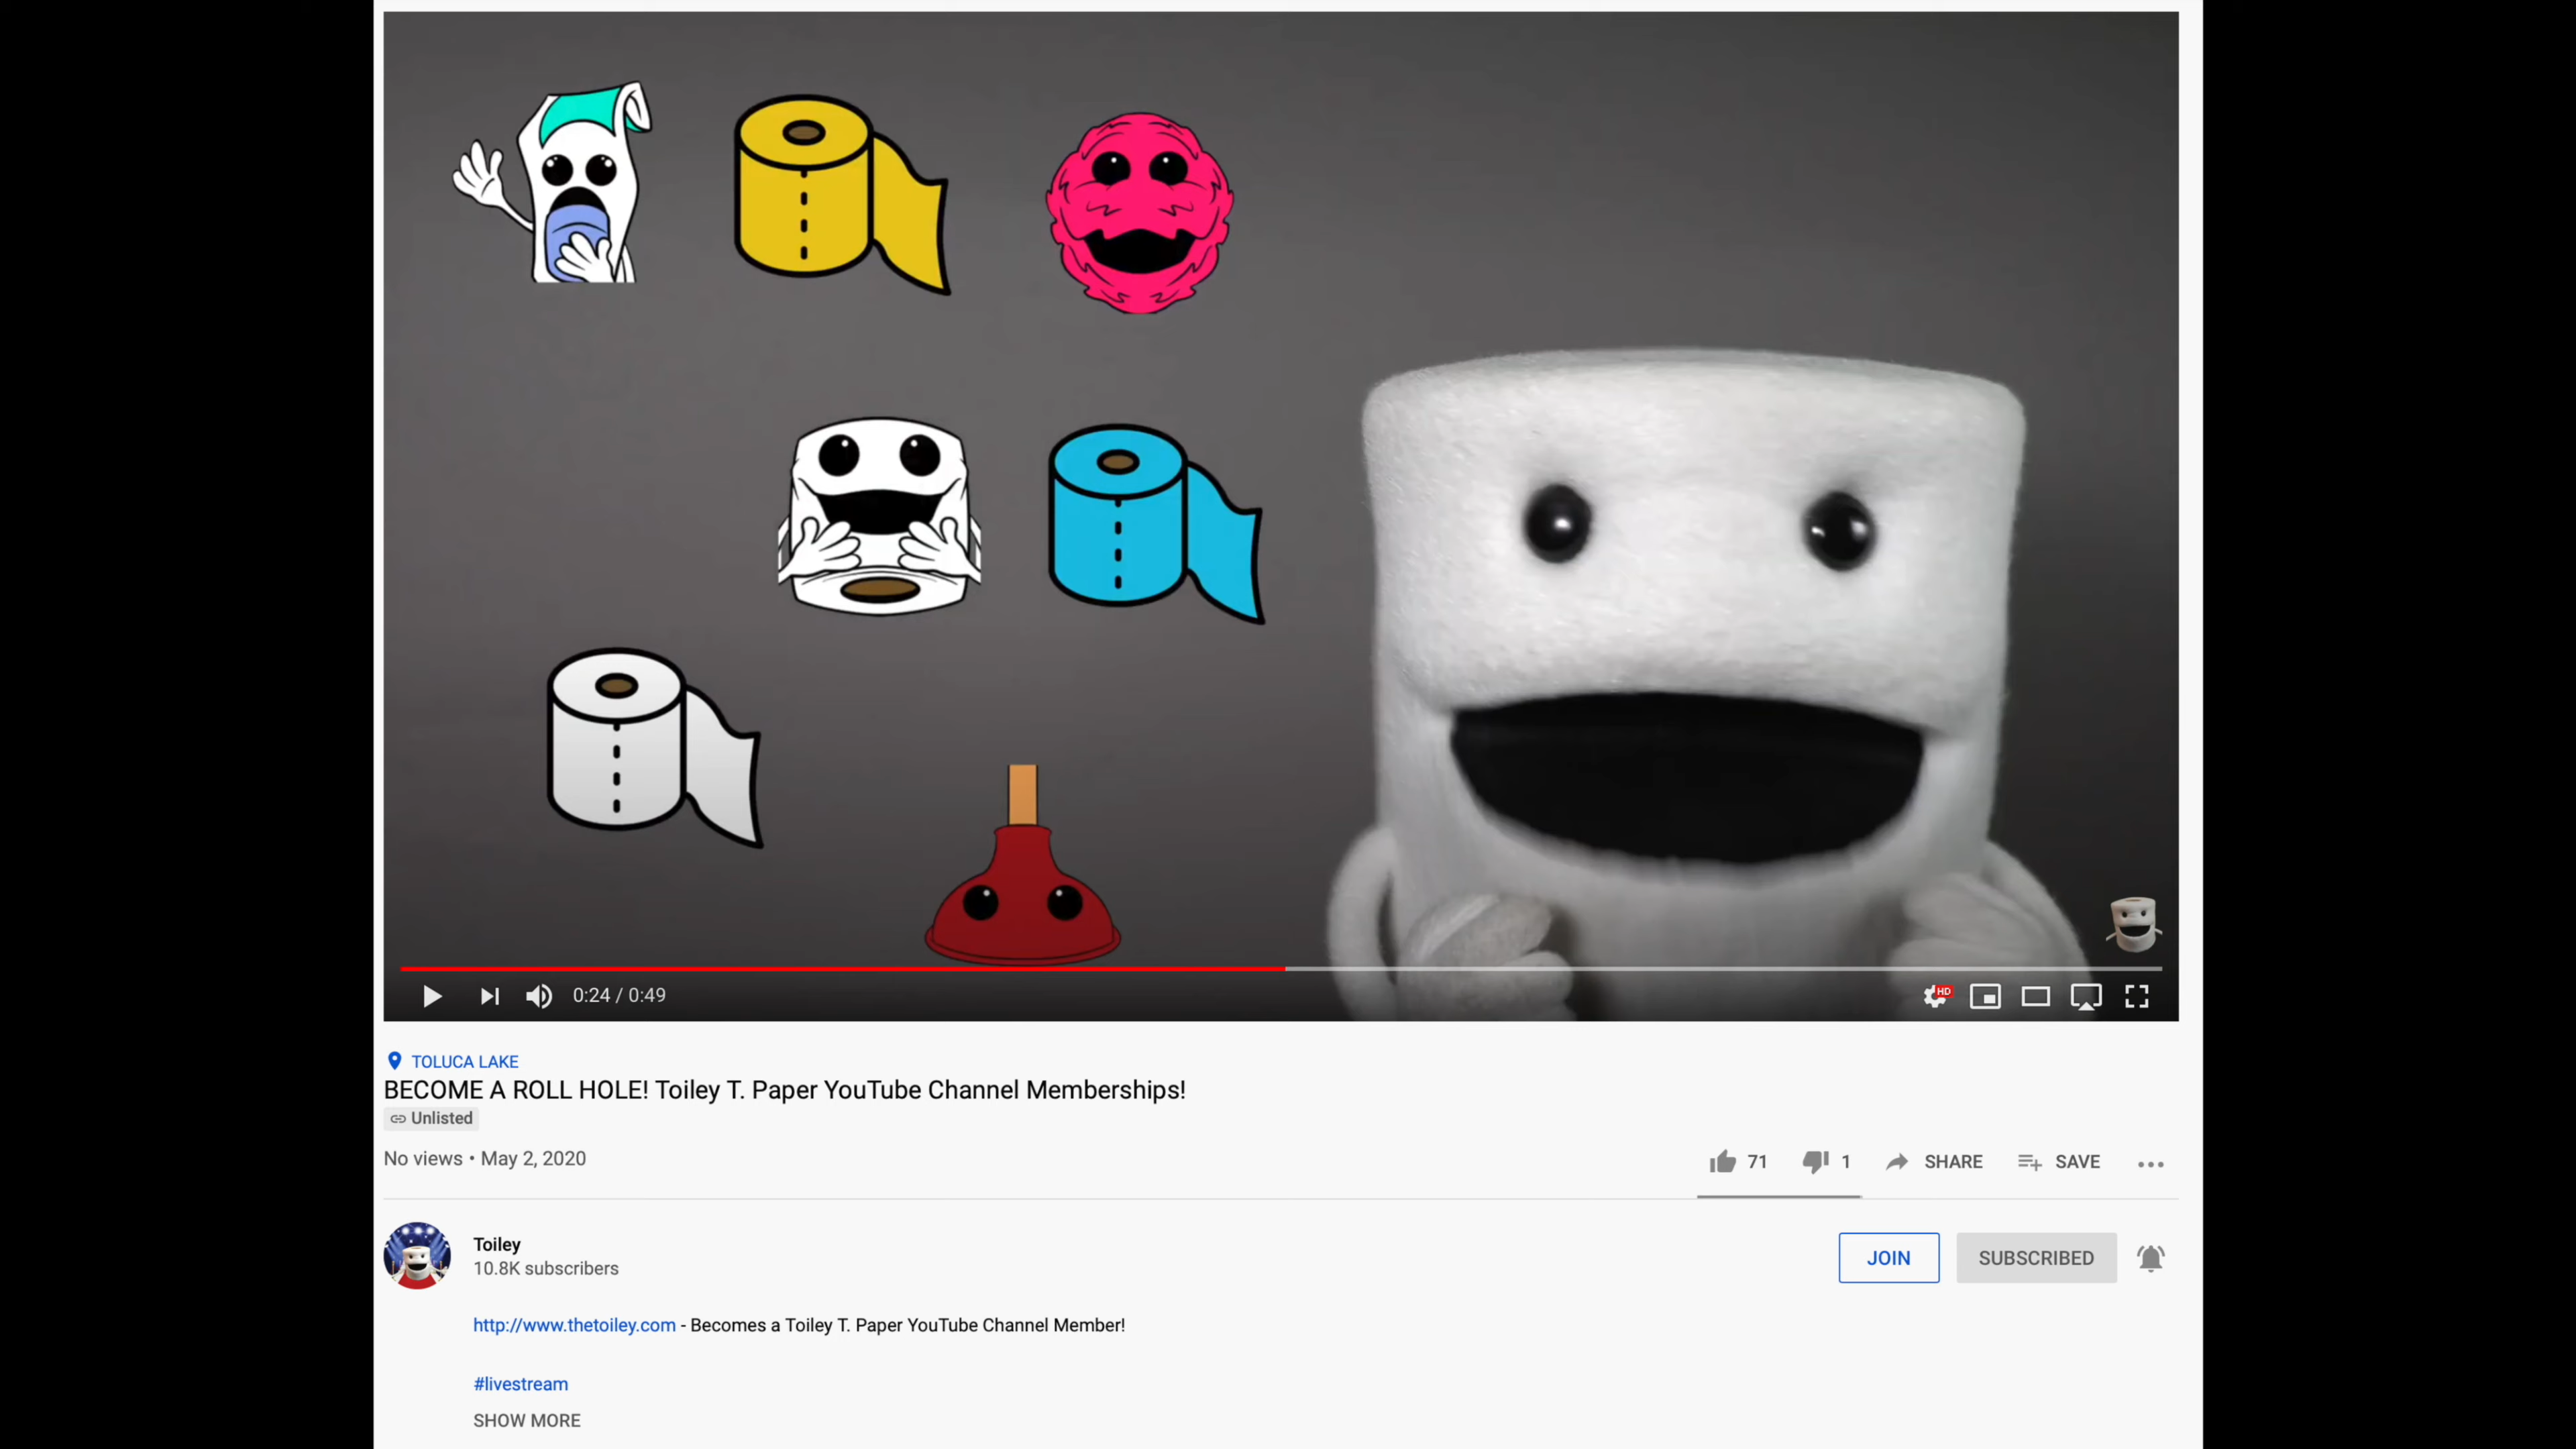 HD
0:24 / 0:49
TOLUCA LAKE
BECOME A ROLL HOLE! Toiley T. Paper YouTube Channel Memberships!
Unlisted
No views • May 2, 2020
71 1 SHARE SAVE
Toiley
10.8K subscribers
JOIN SUBSCRIBED
http://www.thetoiley.com - Becomes a Toiley T. Paper YouTube Channel Member!
#livestream
SHOW MORE